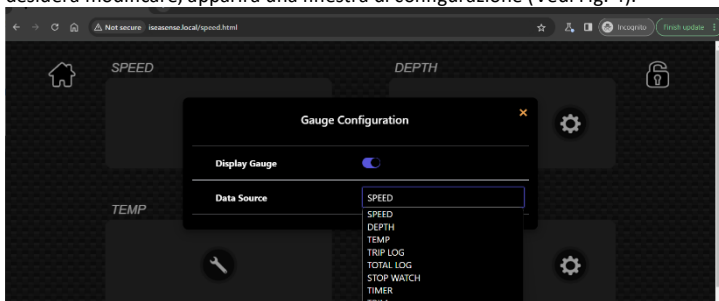 desidera modificare, apparirà una finestra di configurazione (Vedi Fig. 4).
Not secure iseasense.local/speed.html
Incognito
Finish update
SPEED
DEPTH
Gauge Configuration
Display Gauge
Data Source
SPEED
SPEED
DEPTH
TEMP
TRIP LOG
TOTAL LOG
STOP WATCH
TIMER
TEMP